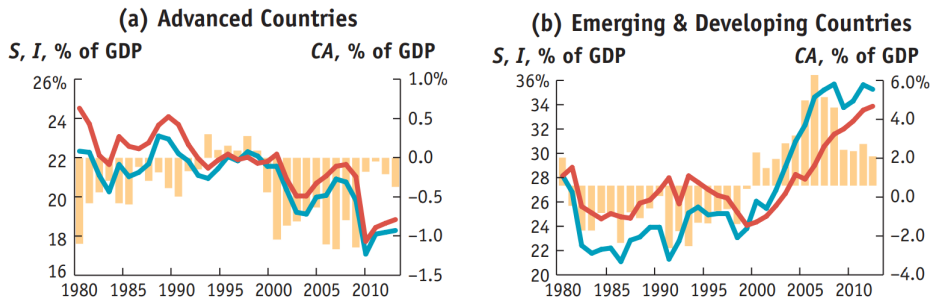 (a) Advanced Countries
S, I, % of GDP CA, % of GDP
26% 1.0%
24 0.5
22 0.0
20 –0.5
18 –1.0
16 –1.5
1980 1985 1990 1995 2000 2005 2010
(b) Emerging & Developing Countries
S, I, % of GDP CA, % of GDP
36% 6.0%
34 4.0
32
30 2.0
28
26 0.0
24 –2.0
22
20 –4.0
1980 1985 1990 1995 2000 2005 2010